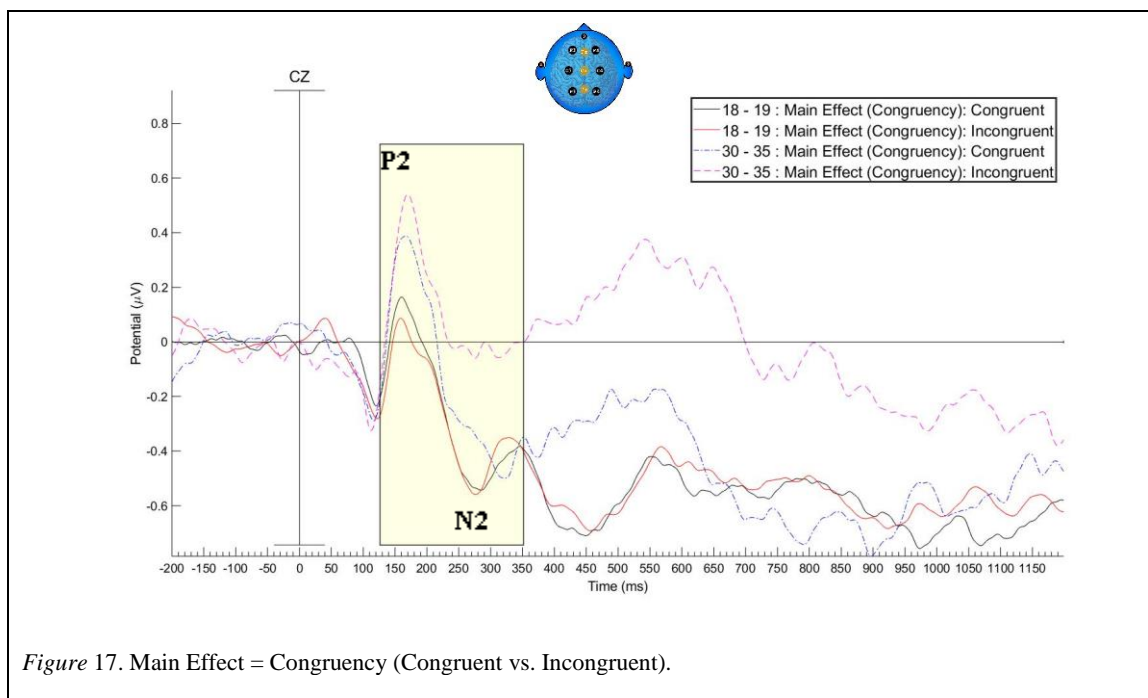 CZ
18 - 19 : Main Effect (Congruency): Congruent
18 - 19 : Main Effect (Congruency): Incongruent
30 - 35 : Main Effect (Congruency): Congruent
30 - 35 : Main Effect (Congruency): Incongruent
P2
N2
0.8
0.6
0.4
0.2
0
-0.2
-0.4
-0.6
Potential (µV)
-200 -150 -100 -50 0 50 100 150 200 250 300 350 400 450 500 550 600 650 700 750 800 850 900 950 1000 1050 1100 1150
Time (ms)
Figure 17. Main Effect = Congruency (Congruent vs. Incongruent).